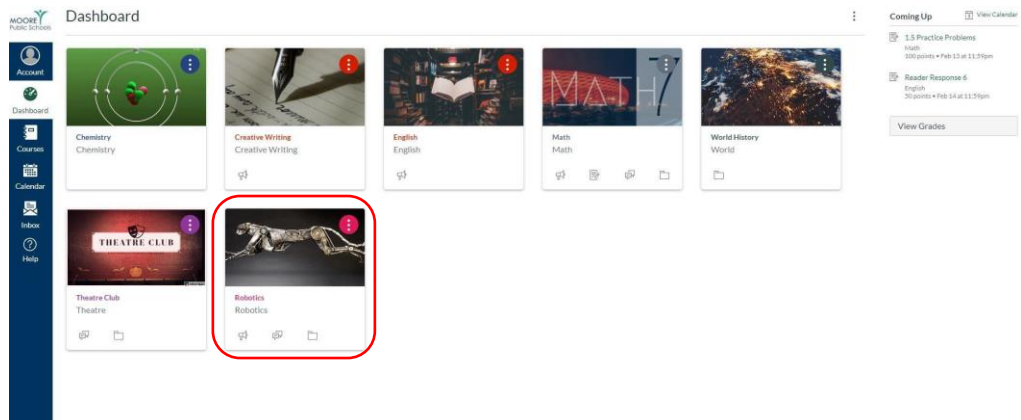 MOORE
Public Schools
Account
Dashboard
Courses
Calendar
Inbox
Help
Dashboard
Chemistry
Chemistry
Creative Writing
Creative Writing
English
English
MATH 7
Math
Math
World History
World
THEATRE CLUB
Theatre Club
Theatre
Robotics
Robotics
Coming Up
View Calendar
1.5 Practice Problems
Math
100 points • Feb 13 at 11:59pm
Reader Response 6
English
50 points • Feb 14 at 11:59pm
View Grades